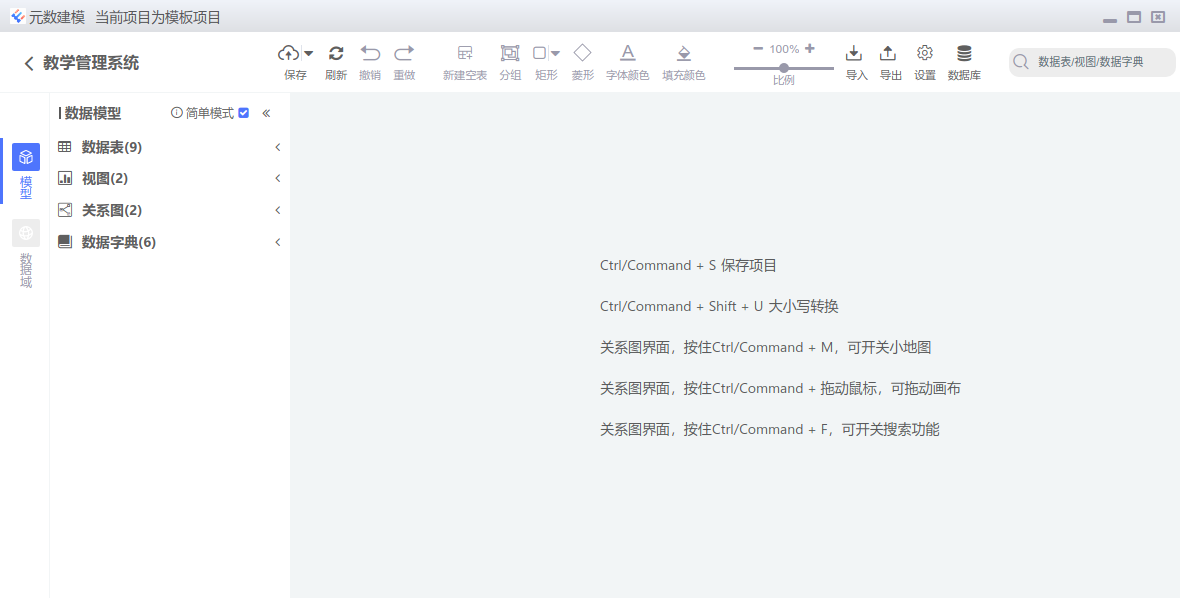 元数建模 当前项目为模板项目
教学管理系统
保存 刷新 撤销 重做 新建空表 分组 矩形 菱形 字体颜色 填充颜色
100%
比例
导入 导出 设置 数据库
数据表/视图/数据字典
数据模型 简单模式
数据表(9)
视图(2)
关系图(2)
数据字典(6)
模型
数据域
Ctrl/Command + S 保存项目
Ctrl/Command + Shift + U 大小写转换
关系图界面，按住Ctrl/Command + M，可开关小地图
关系图界面，按住Ctrl/Command + 拖动鼠标，可拖动画布
关系图界面，按住Ctrl/Command + F，可开关搜索功能